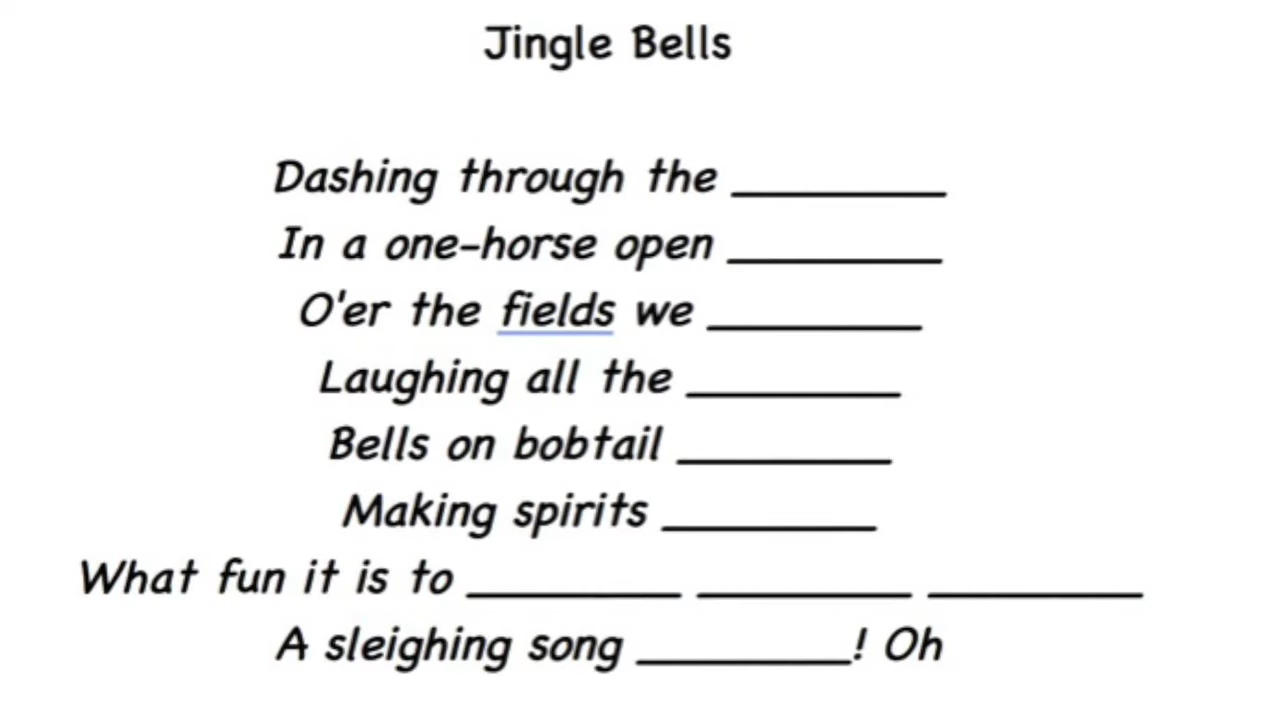 Jingle Bells
Dashing through the ________
In a one-horse open ________
O'er the fields we ________
Laughing all the ________
Bells on bobtail ________
Making spirits ________
What fun it is to ________ ________ ________
A sleighing song ________! Oh